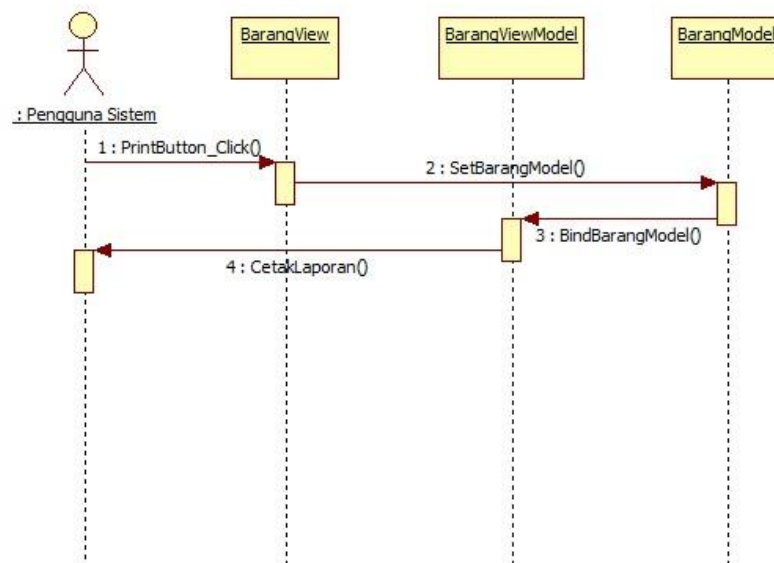 BarangView
BarangViewModel
BarangModel
: Pengguna Sistem
1 : PrintButton_Click()
2 : SetBarangModel()
3 : BindBarangModel()
4 : CetakLaporan()